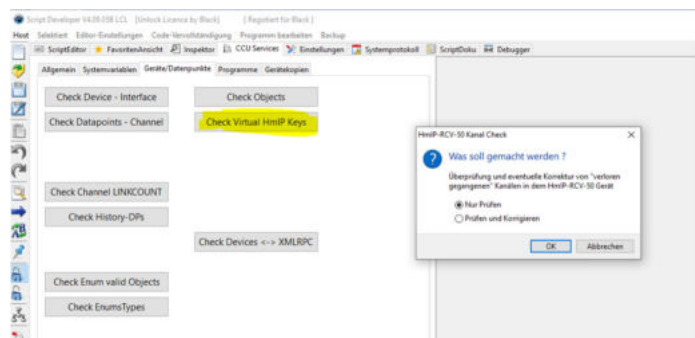 Script Developer V4.09.058 LCL [Unlock Licence by Black] [Registriert für Black]
Host Selektiert Editor-Einstellungen Code-Vervollständigung Programm bearbeiten Backup
ScriptEditor FavoritenAnsicht Inspektor CCU Services Einstellungen Systemprotokoll ScriptDoku Debugger
Allgemein Systemvariablen Geräte/Datenpunkte Programme Gerätekopien
Check Device - Interface Check Objects
Check Datapoints - Channel Check Virtual HmIP Keys
HmIP-RCV-50 Kanal Check
Was soll gemacht werden ?
Überprüfung und eventuelle Korrektur von "verloren
gegangenen" Kanälen in dem HmIP-RCV-50 Gerät
Nur Prüfen
Prüfen und Korrigieren
OK Abbrechen
Check Channel LINKCOUNT
Check History-DPs
Check Devices <-> XMLRPC
Check Enum valid Objects
Check EnumsTypes